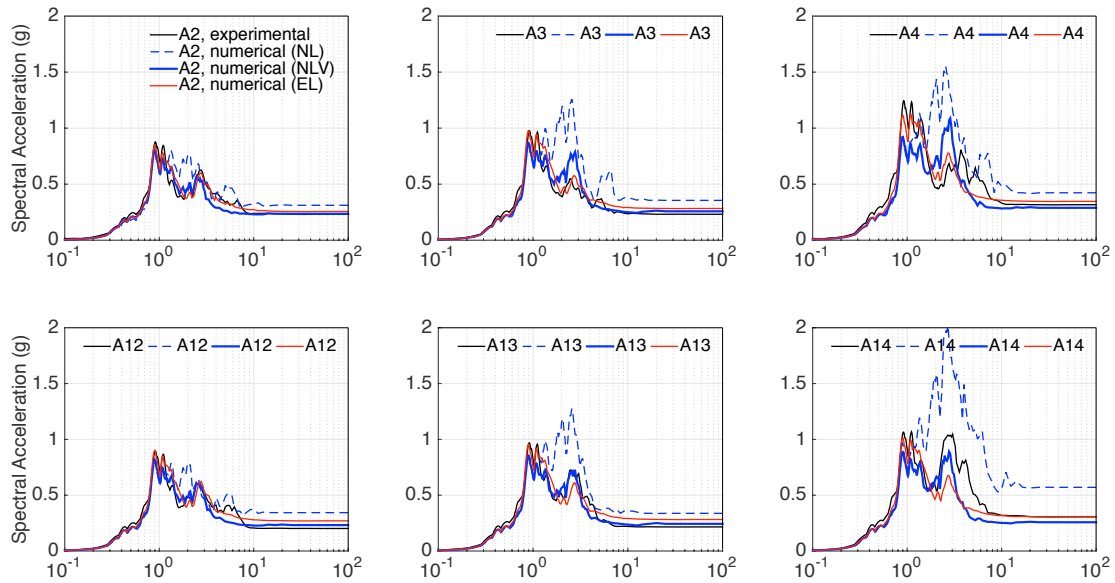 2
1.5
1
0.5
0
Spectral Acceleration (g)
A2, experimental
A2, numerical (NL)
A2, numerical (NLV)
A2, numerical (EL)
10^-1 10^0 10^1 10^2
2
1.5
1
0.5
0
A3 A3 A3 A3
10^-1 10^0 10^1 10^2
2
1.5
1
0.5
0
A4 A4 A4 A4
10^-1 10^0 10^1 10^2
2
1.5
1
0.5
0
Spectral Acceleration (g)
A12 A12 A12 A12
10^-1 10^0 10^1 10^2
2
1.5
1
0.5
0
A13 A13 A13 A13
10^-1 10^0 10^1 10^2
2
1.5
1
0.5
0
A14 A14 A14 A14
10^-1 10^0 10^1 10^2